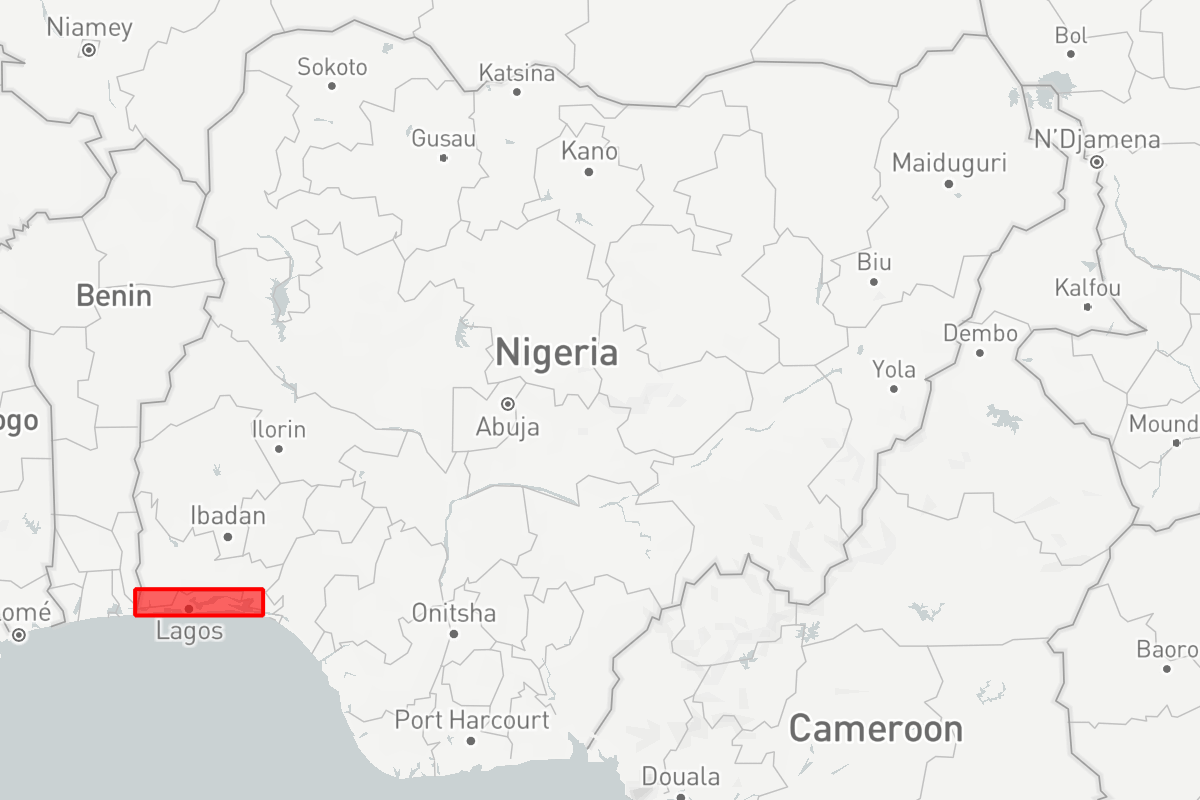 Niamey
Bol
Sokoto
Katsina
Gusau
Kano
N'Djamena
Maiduguri
Biu
Benin
Kalfou
Nigeria
Dembo
Yola
ogo
Abuja
Ilorin
Mound
Ibadan
omé
Onitsha
Lagos
Baoro
Port Harcourt
Cameroon
Douala